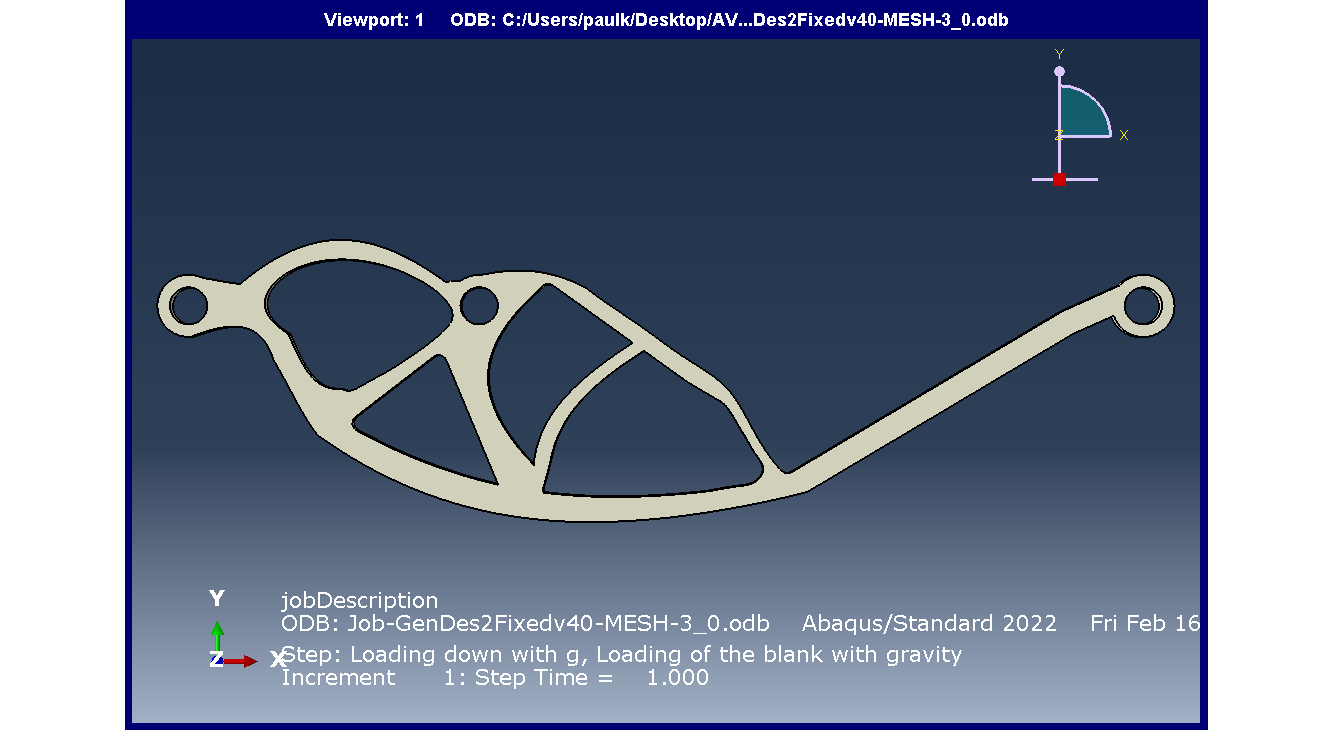 Viewport: 1 ODB: C:/Users/paulk/Desktop/AV...Des2Fixedv40-MESH-3_0.odb
Y
Z
X
Y
jobDescription
ODB: Job-GenDes2Fixedv40-MESH-3_0.odb Abaqus/Standard 2022 Fri Feb 16
Z X
Step: Loading down with g, Loading of the blank with gravity
Increment 1: Step Time = 1.000